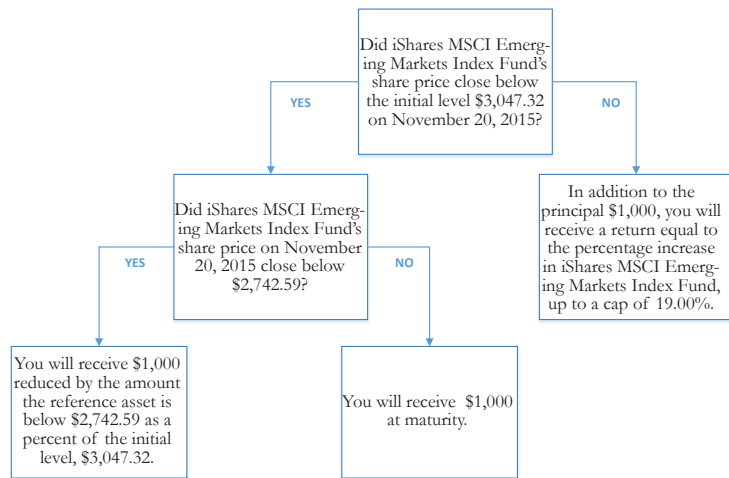 Did iShares MSCI Emerg-
ing Markets Index Fund's
share price close below
the initial level $3,047.32
on November 20, 2015?
YES
NO
Did iShares MSCI Emerg-
ing Markets Index Fund's
share price on November
20, 2015 close below
$2,742.59?
In addition to the
principal $1,000, you will
receive a return equal to
the percentage increase
in iShares MSCI Emerg-
ing Markets Index Fund,
up to a cap of 19.00%.
YES
NO
You will receive $1,000
reduced by the amount
the reference asset is
below $2,742.59 as a
percent of the initial
level, $3,047.32.
You will receive $1,000
at maturity.